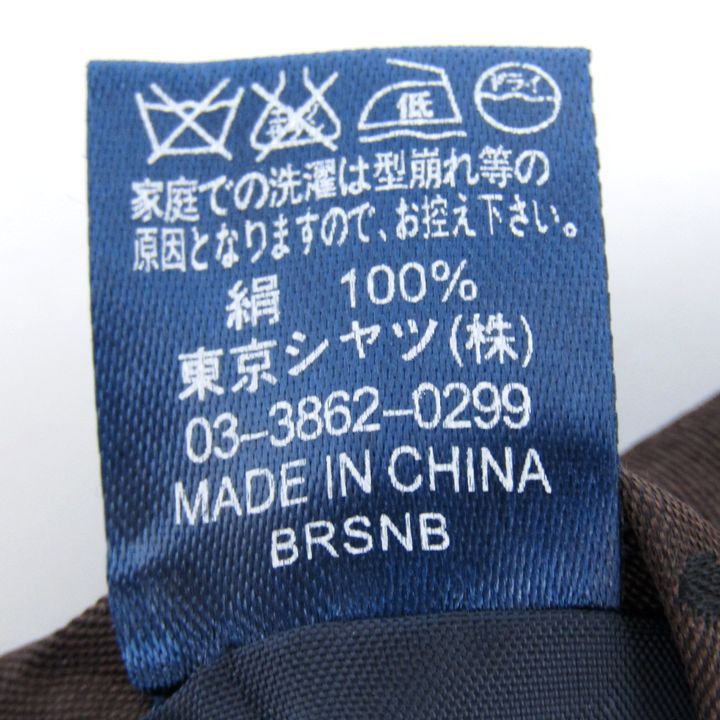 低 ドライ
家庭での洗濯は型崩れ等の
原因となりますので、お控え下さい。
絹 100%
東京シャツ(株)
03-3862-0299
MADE IN CHINA
BRSNB